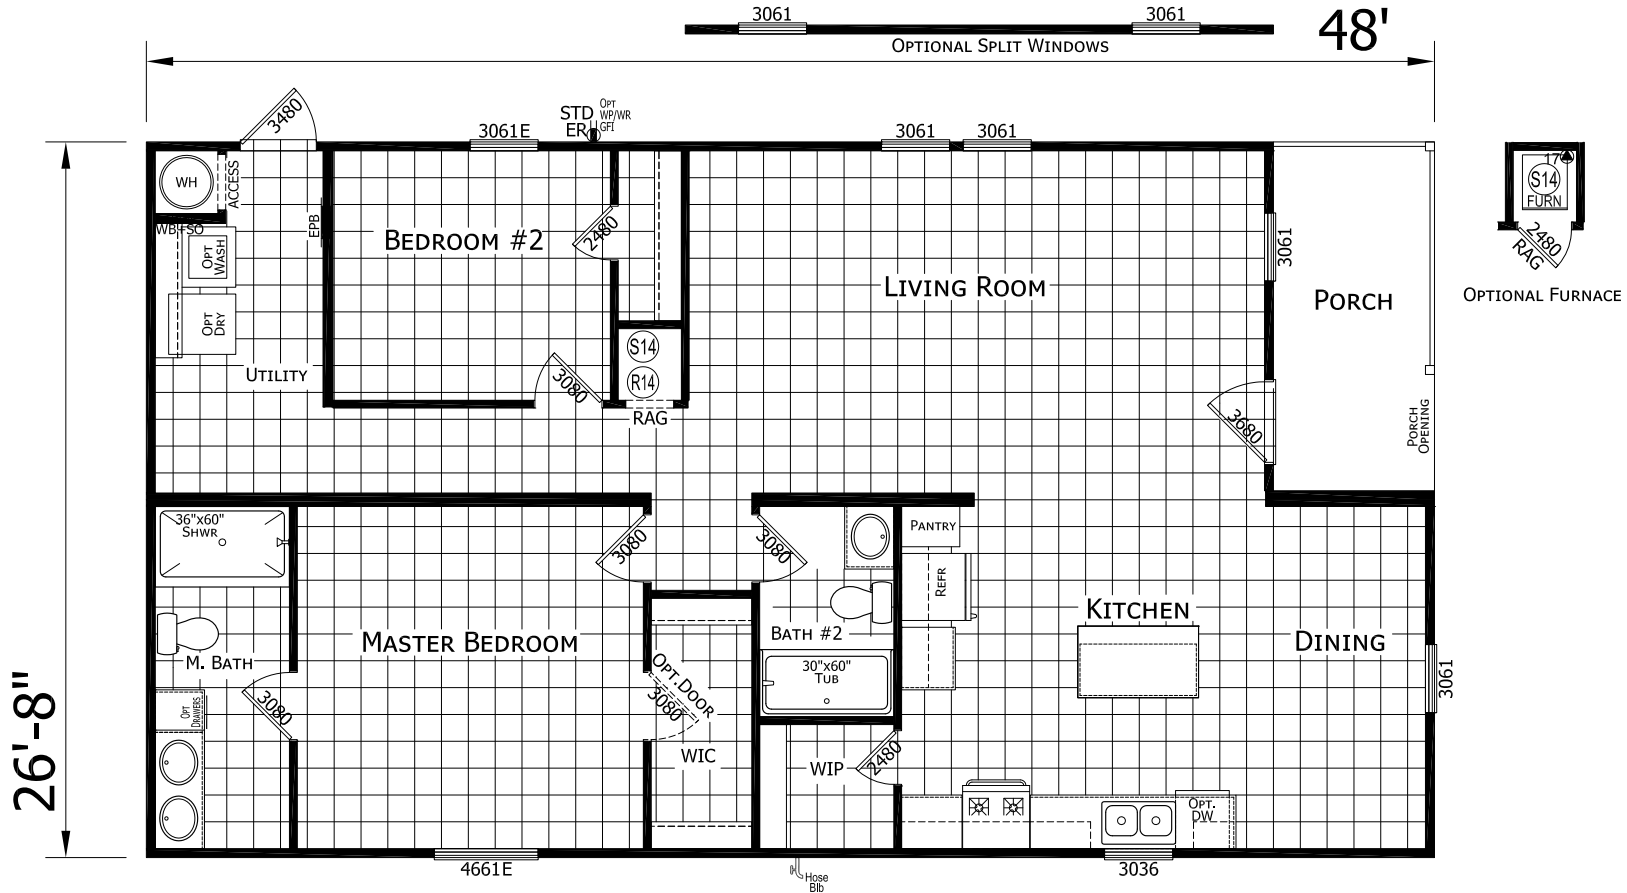 3061
3061
48'
Optional Split Windows
3480
3061E
STD
ER
Opt
WP/WR
GFI
3061
3061
WH
ACCESS
WB+SO
EPB
Opt
Wash
Opt
Dry
Utility
Bedroom #2
2480
S14
R14
3080
RAG
Living Room
3061
Porch
3680
Porch
Opening
17
S14
FURN
2480
RAG
Optional Furnace
26'-8"
36"x60"
Shwr
3080
3080
Pantry
Refr
Kitchen
Dining
Master Bedroom
M. Bath
Bath #2
3080
Opt
Drawers
Opt.Door
3080
30"x60"
Tub
3061
WIC
WIP
2480
Opt.
DW
4661E
Hose
Blb
3036